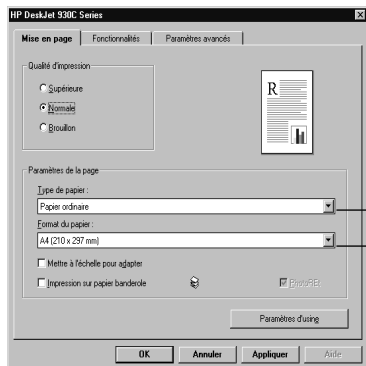 HP DeskJet 930C Series
Mise en page
Fonctionnalités
Paramètres avancés
Qualité d'impression
Supérieure
Normale
Brouillon
R
Paramètres de la page
Type de papier :
Papier ordinaire
Format du papier :
A4 (210 x 297 mm)
Mettre à l'échelle pour adapter
Impression sur papier banderole
PhotoREt
Paramètres d'using
OK
Annuler
Appliquer
Aide